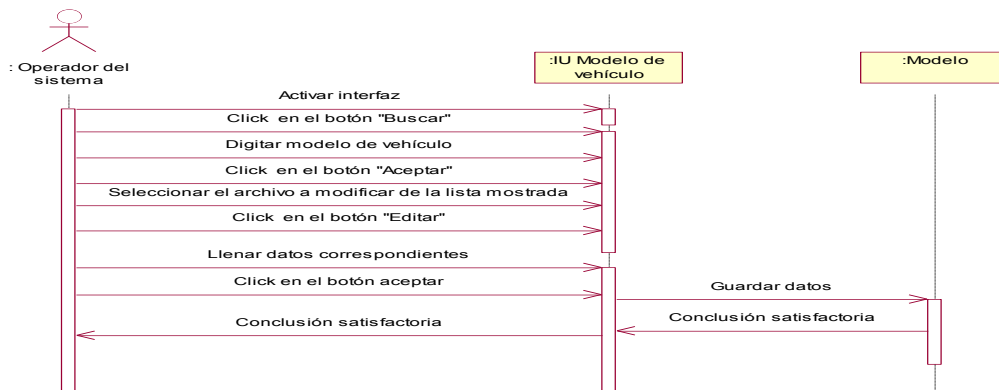 : Operador del
sistema
:IU Modelo de
vehículo
:Modelo
Activar interfaz
Click en el botón "Buscar"
Digitar modelo de vehículo
Click en el botón "Aceptar"
Seleccionar el archivo a modificar de la lista mostrada
Click en el botón "Editar"
Llenar datos correspondientes
Click en el botón aceptar
Guardar datos
Conclusión satisfactoria
Conclusión satisfactoria